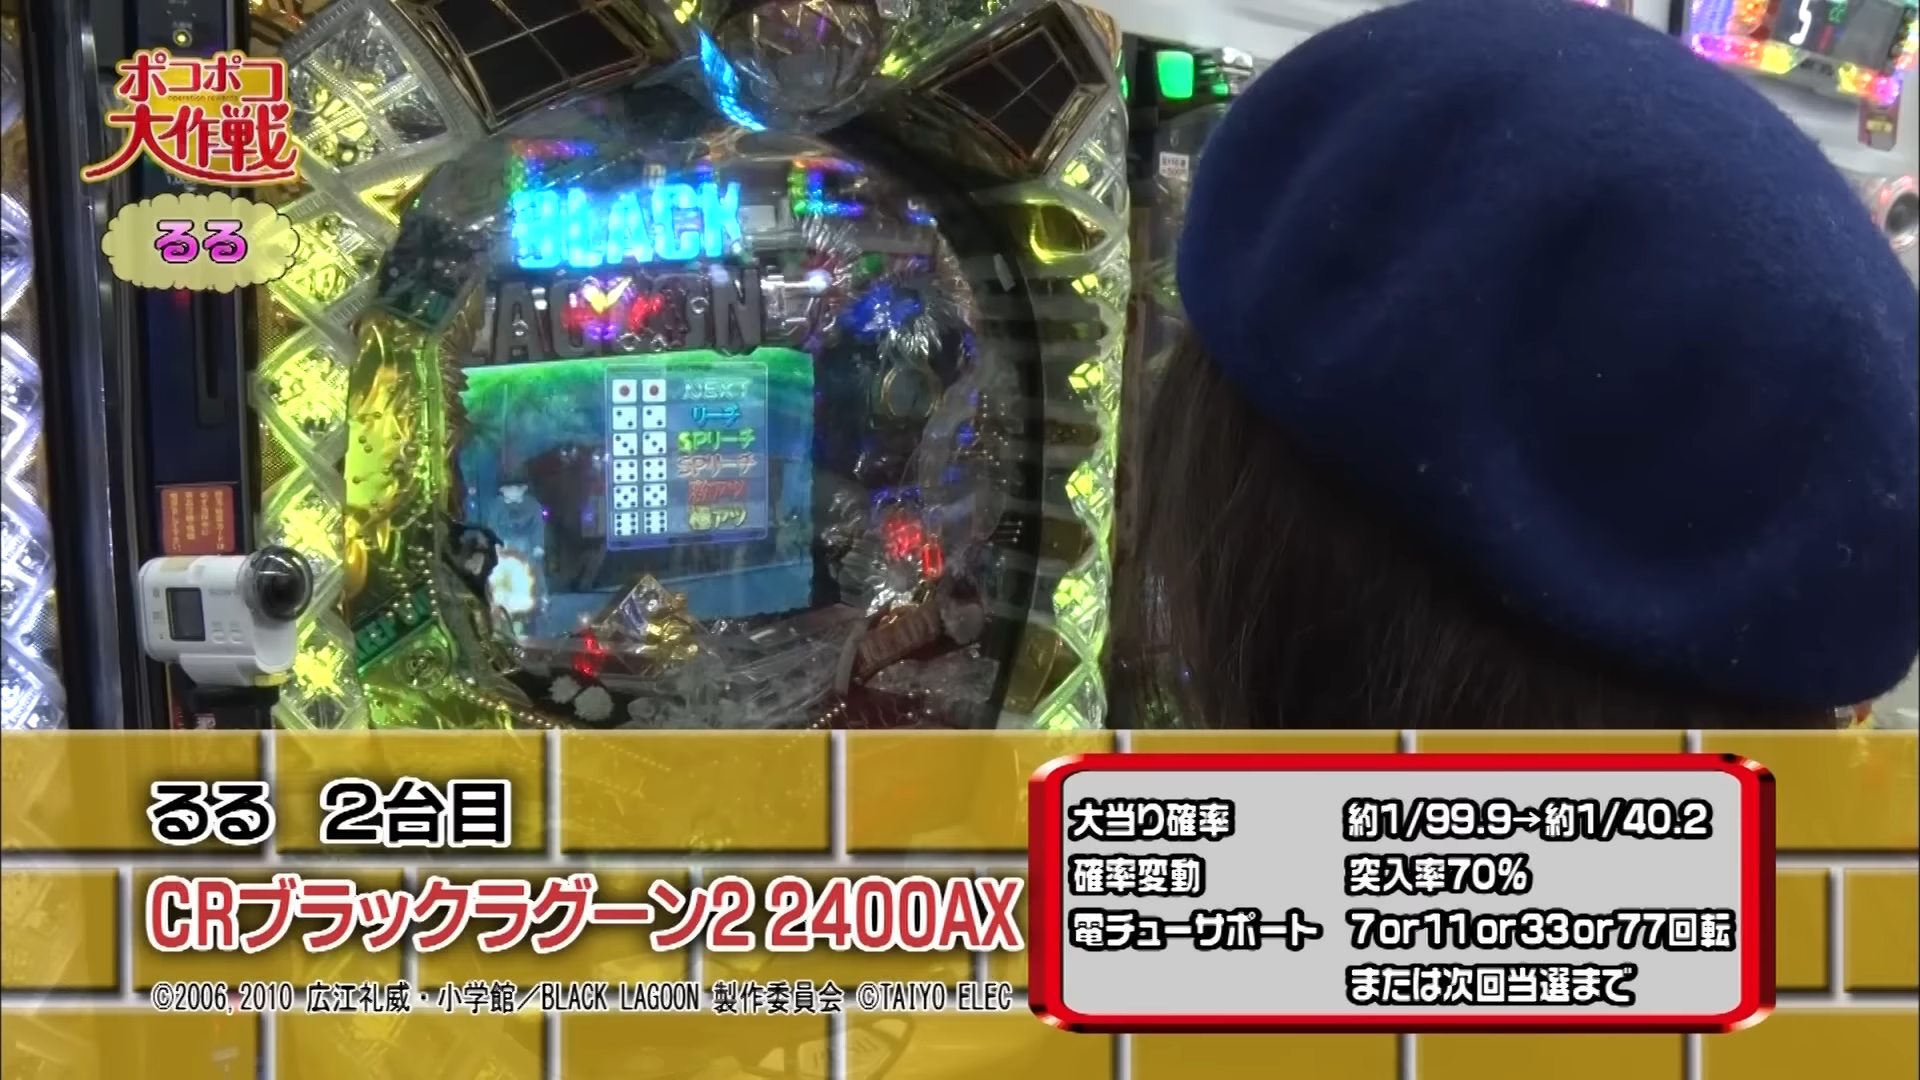 ポコポコ
operation rewards
大作戦
るる
BLACK
LAGOON
NEXT
リーチ
SPリーチ
SPリーチ
激アツ
極アツ
KEEP OUT
るる 2台目
CRブラックラグーン2 2400AX
©2006,2010 広江礼威・小学館／BLACK LAGOON 製作委員会 ©TAIYO ELEC
大当り確率 約1/99.9→約1/40.2
確率変動 突入率70%
電チューサポート 7or11or33or77回転
または次回当選まで